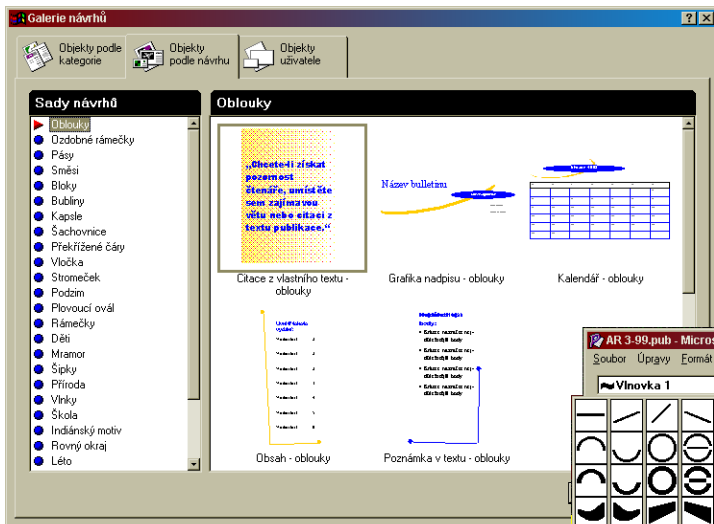 Galerie návrhů
Objekty podle
kategorie
Objekty
podle návrhu
Objekty
uživatele
Sady návrhů
Oblouky
Ozdobné rámečky
Pásy
Směsi
Bloky
Bubliny
Kapsle
Šachovnice
Překřížené čáry
Vločka
Stromeček
Podzim
Plovoucí ovál
Rámečky
Děti
Mramor
Šipky
Příroda
Vlnky
Škola
Indiánský motiv
Rovný okraj
Léto
Oblouky
„Chcete-li získat
pozornost
čtenáře, umístěte
sem zajímavou
větu nebo citaci z
textu publikace.“
Citace z vlastního textu -
oblouky
Název bulletinu
Grafika nadpisu - oblouky
Kalendář - oblouky
Obsah - oblouky
Poznámka v textu - oblouky
AR 3-99.pub - Micros
Soubor Úpravy Formát
Vlnovka 1